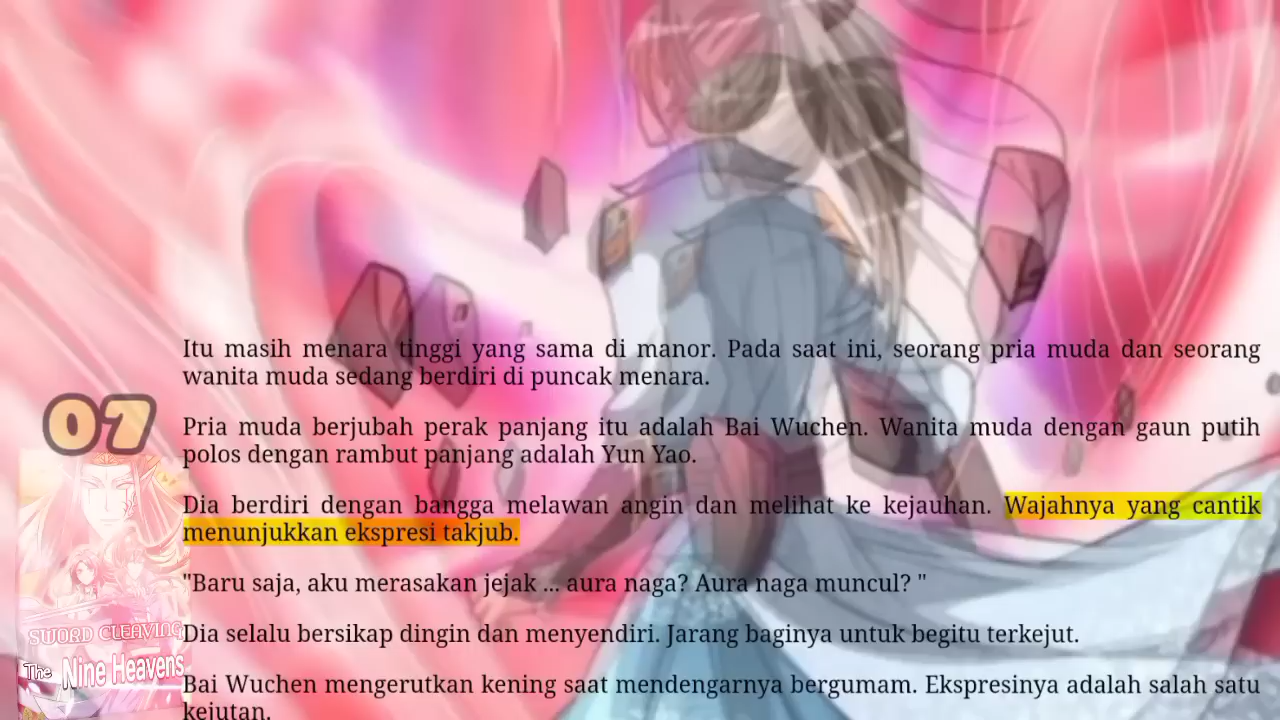 Itu masih menara tinggi yang sama di manor. Pada saat ini, seorang pria muda dan seorang
wanita muda sedang berdiri di puncak menara.
07
Pria muda berjubah perak panjang itu adalah Bai Wuchen. Wanita muda dengan gaun putih
polos dengan rambut panjang adalah Yun Yao.
Dia berdiri dengan bangga melawan angin dan melihat ke kejauhan. Wajahnya yang cantik
menunjukkan ekspresi takjub.
"Baru saja, aku merasakan jejak ... aura naga? Aura naga muncul? "
SWORD CLEAVING
The Nine Heavens
Dia selalu bersikap dingin dan menyendiri. Jarang baginya untuk begitu terkejut.
Bai Wuchen mengerutkan kening saat mendengarnya bergumam. Ekspresinya adalah salah satu
kejutan.